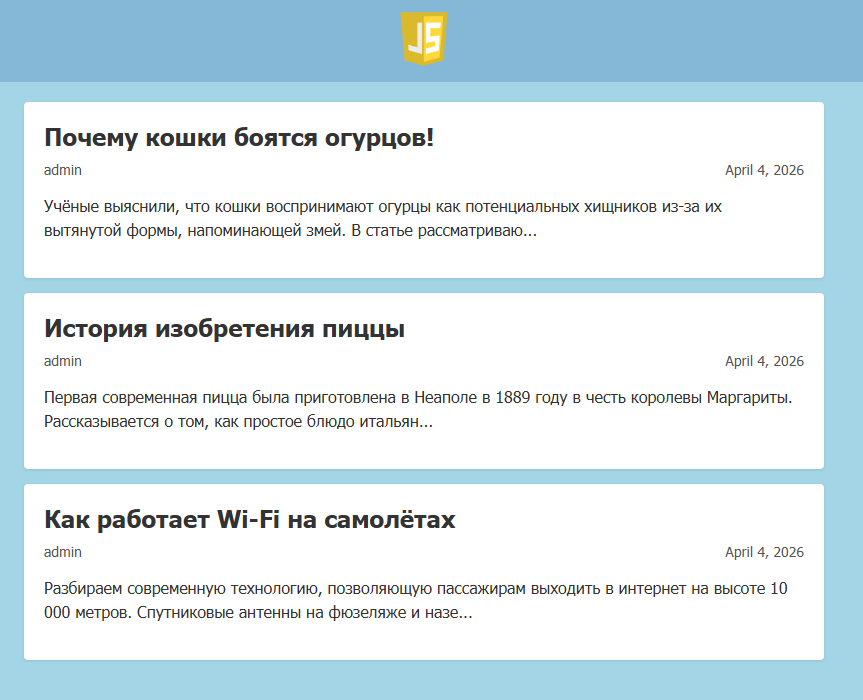 JS
Почему кошки боятся огурцов!
admin April 4, 2026
Учёные выяснили, что кошки воспринимают огурцы как потенциальных хищников из-за их
вытянутой формы, напоминающей змей. В статье рассматриваю...
История изобретения пиццы
admin April 4, 2026
Первая современная пицца была приготовлена в Неаполе в 1889 году в честь королевы Маргариты.
Рассказывается о том, как простое блюдо итальян...
Как работает Wi-Fi на самолётах
admin April 4, 2026
Разбираем современную технологию, позволяющую пассажирам выходить в интернет на высоте 10
000 метров. Спутниковые антенны на фюзеляже и назе...